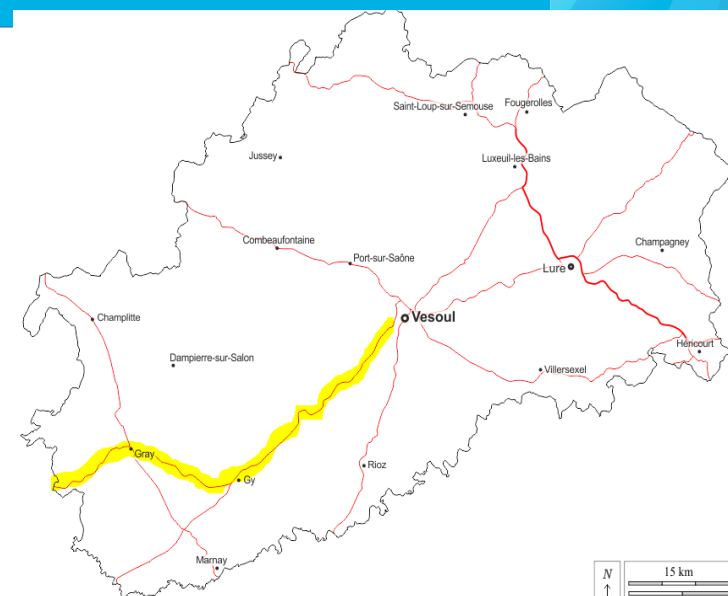 Saint-Loup-sur-Semouse
Fougerolles
Jussey
Luxeuil-les-Bains
Combeaufontaine
Port-sur-Saône
Champagney
Lure
Champlitte
Vesoul
Héricourt
Dampierre-sur-Salon
Villersexel
Gray
Rioz
Gy
Marnay
N
15 km